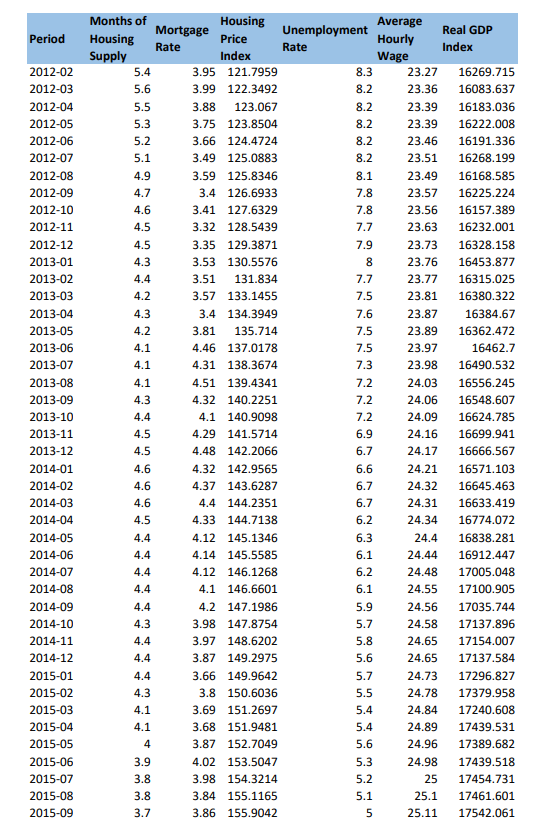 Period Months of Housing Supply Mortgage Rate Housing Price Index Unemployment Rate Average Hourly Wage Real GDP Index
2012-02 5.4 3.95 121.7959 8.3 23.27 16269.715
2012-03 5.6 3.99 122.3492 8.2 23.36 16083.637
2012-04 5.5 3.88 123.067 8.2 23.39 16183.036
2012-05 5.3 3.75 123.8504 8.2 23.39 16222.008
2012-06 5.2 3.66 124.4724 8.2 23.46 16191.336
2012-07 5.1 3.49 125.0883 8.2 23.51 16268.199
2012-08 4.9 3.59 125.8346 8.1 23.49 16168.585
2012-09 4.7 3.4 126.6933 7.8 23.57 16225.224
2012-10 4.6 3.41 127.6329 7.8 23.56 16157.389
2012-11 4.5 3.32 128.5439 7.7 23.63 16232.001
2012-12 4.5 3.35 129.3871 7.9 23.73 16328.158
2013-01 4.3 3.53 130.5576 8 23.76 16453.877
2013-02 4.4 3.51 131.834 7.7 23.77 16315.025
2013-03 4.2 3.57 133.1455 7.5 23.81 16380.322
2013-04 4.3 3.4 134.3949 7.6 23.87 16384.67
2013-05 4.2 3.81 135.714 7.5 23.89 16362.472
2013-06 4.1 4.46 137.0178 7.5 23.97 16462.7
2013-07 4.1 4.31 138.3674 7.3 23.98 16490.532
2013-08 4.1 4.51 139.4341 7.2 24.03 16556.245
2013-09 4.3 4.32 140.2251 7.2 24.06 16548.607
2013-10 4.4 4.1 140.9098 7.2 24.09 16624.785
2013-11 4.5 4.29 141.5714 6.9 24.16 16699.941
2013-12 4.5 4.48 142.2066 6.7 24.17 16666.567
2014-01 4.6 4.32 142.9565 6.6 24.21 16571.103
2014-02 4.6 4.37 143.6287 6.7 24.32 16645.463
2014-03 4.6 4.4 144.2351 6.7 24.31 16633.419
2014-04 4.5 4.33 144.7138 6.2 24.34 16774.072
2014-05 4.4 4.12 145.1346 6.3 24.4 16838.281
2014-06 4.4 4.14 145.5585 6.1 24.44 16912.447
2014-07 4.4 4.12 146.1268 6.2 24.48 17005.048
2014-08 4.4 4.1 146.6601 6.1 24.55 17100.905
2014-09 4.4 4.2 147.1986 5.9 24.56 17035.744
2014-10 4.3 3.98 147.8754 5.7 24.58 17137.896
2014-11 4.4 3.97 148.6202 5.8 24.65 17154.007
2014-12 4.4 3.87 149.2975 5.6 24.65 17137.584
2015-01 4.4 3.66 149.9642 5.7 24.73 17296.827
2015-02 4.3 3.8 150.6036 5.5 24.78 17379.958
2015-03 4.1 3.69 151.2697 5.4 24.84 17240.608
2015-04 4.1 3.68 151.9481 5.4 24.89 17439.531
2015-05 4 3.87 152.7049 5.6 24.96 17389.682
2015-06 3.9 4.02 153.5047 5.3 24.98 17439.518
2015-07 3.8 3.98 154.3214 5.2 25 17454.731
2015-08 3.8 3.84 155.1165 5.1 25.1 17461.601
2015-09 3.7 3.86 155.9042 5 25.11 17542.061